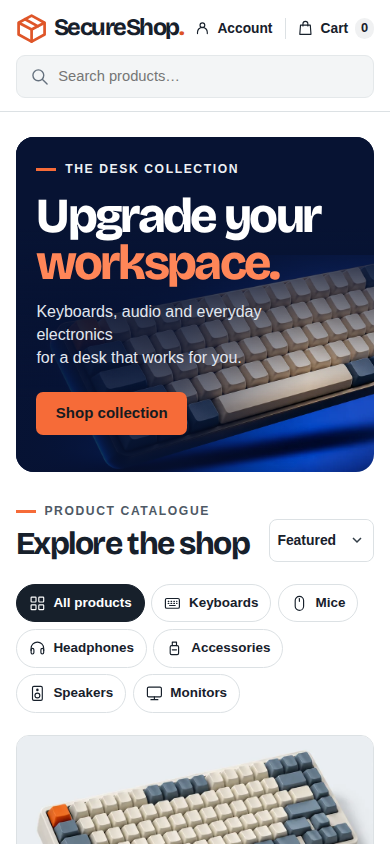 SecureShop.
Account
Cart 0
Search products…
THE DESK COLLECTION
Upgrade your
workspace.
Keyboards, audio and everyday
electronics
for a desk that works for you.
Shop collection
PRODUCT CATALOGUE
Explore the shop
Featured
All products
Keyboards
Mice
Headphones
Accessories
Speakers
Monitors